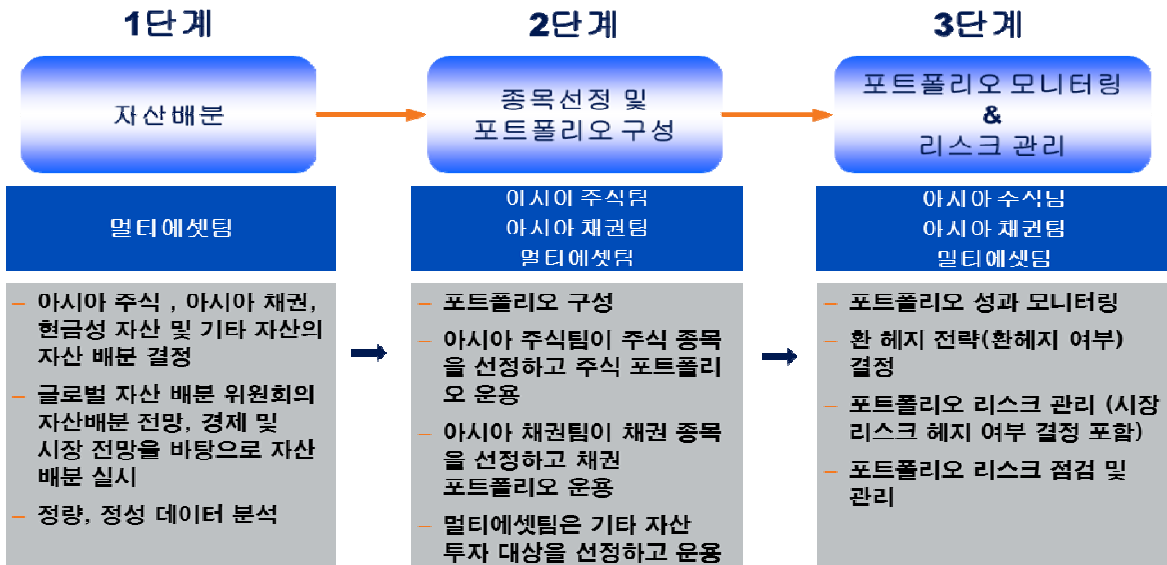 1단계
자산배분
멀티에셋팀
– 아시아 주식 , 아시아 채권,
현금성 자산 및 기타 자산의
자산 배분 결정
– 글로벌 자산 배분 위원회의
자산배분 전망, 경제 및
시장 전망을 바탕으로 자산
배분 실시
– 정량, 정성 데이터 분석
2단계
종목선정 및
포트폴리오 구성
아시아 주식팀
아시아 채권팀
멀티에셋팀
– 포트폴리오 구성
– 아시아 주식팀이 주식 종목
을 선정하고 주식 포트폴리
오 운용
– 아시아 채권팀이 채권 종목
을 선정하고 채권
포트폴리오 운용
– 멀티에셋팀은 기타 자산
투자 대상을 선정하고 운용
3단계
포트폴리오 모니터링
&
리스크 관리
아시아 주식팀
아시아 채권팀
멀티에셋팀
– 포트폴리오 성과 모니터링
– 환 헤지 전략(환헤지 여부)
결정
– 포트폴리오 리스크 관리 (시장
리스크 헤지 여부 결정 포함)
– 포트폴리오 리스크 점검 및
관리